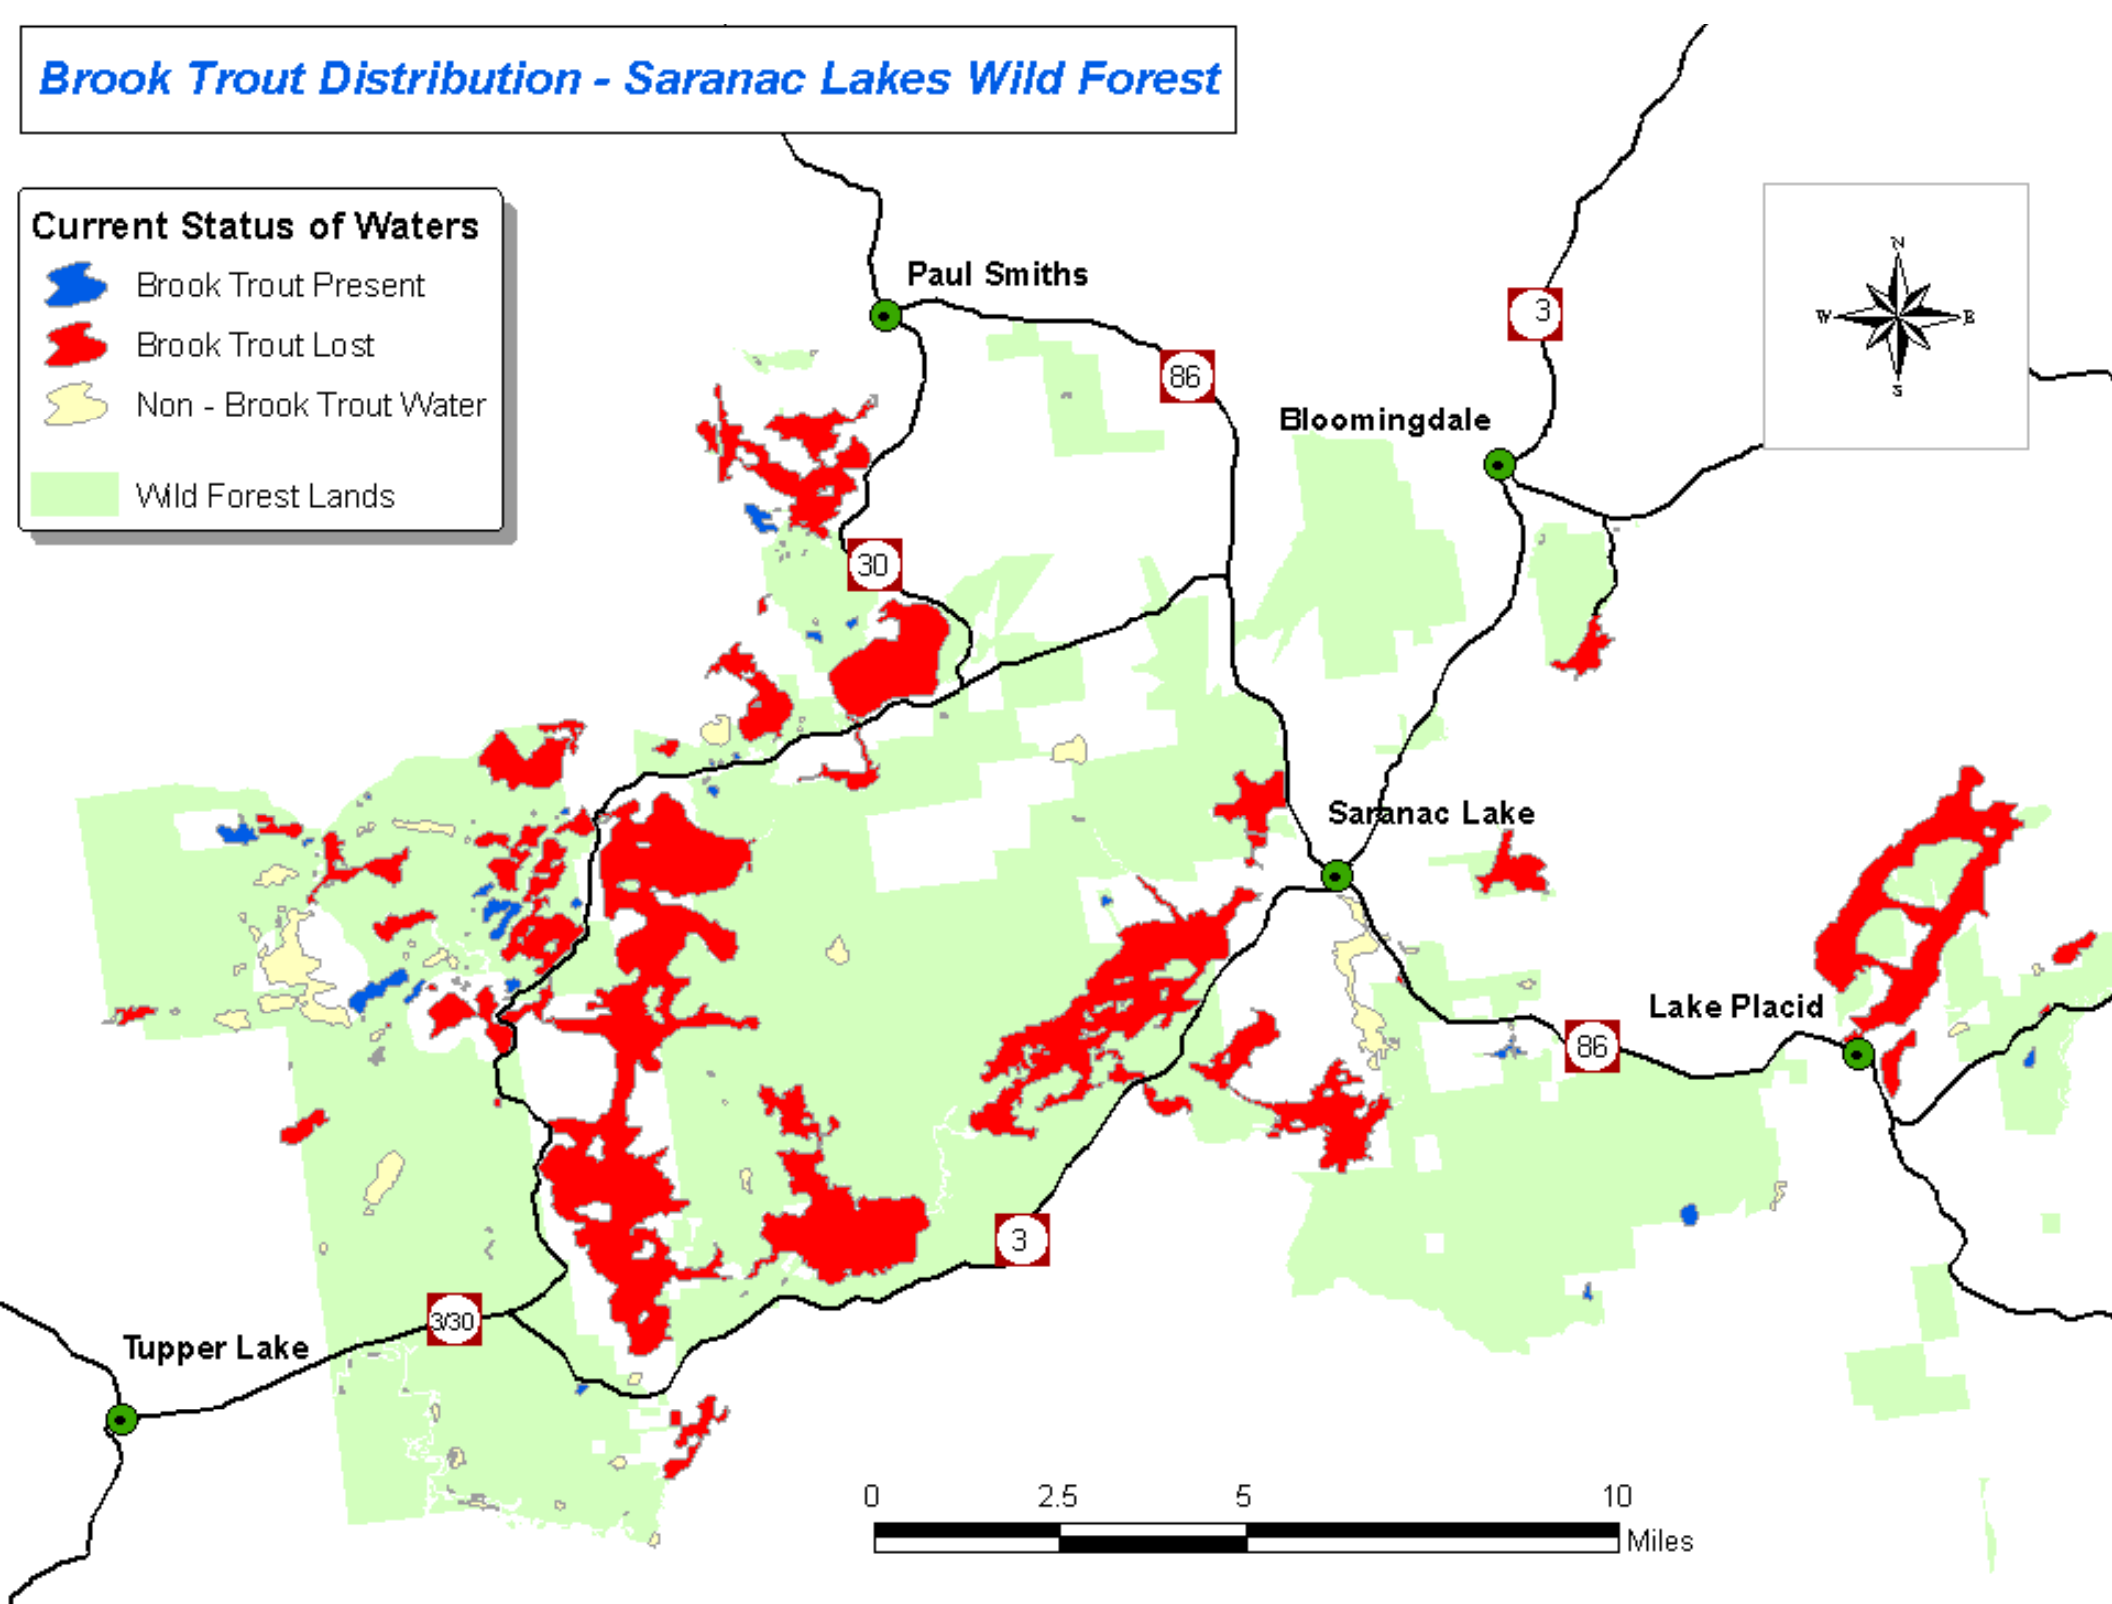 Brook Trout Distribution - Saranac Lakes Wild Forest
Current Status of Waters
Brook Trout Present
Brook Trout Lost
Non - Brook Trout Water
Wild Forest Lands
N
W
E
S
Paul Smiths
3
86
Bloomingdale
30
Saranac Lake
Lake Placid
86
3
3/30
Tupper Lake
0 2.5 5 10
Miles